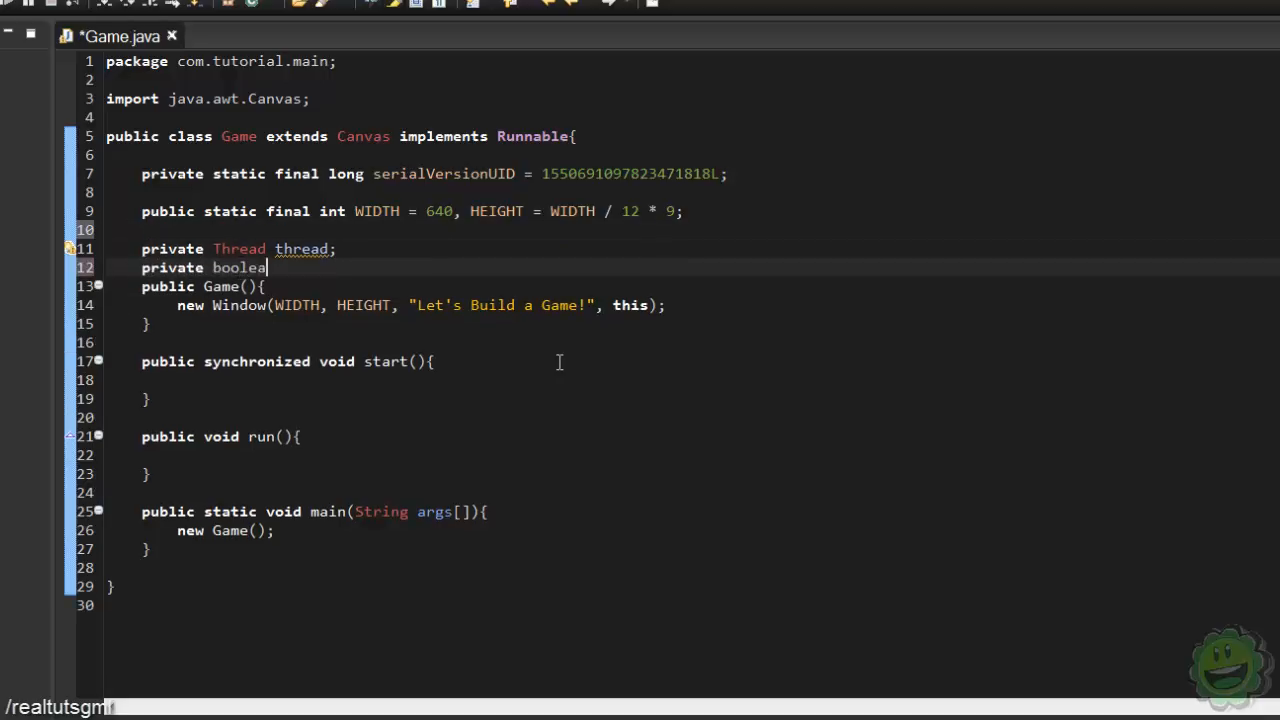 *Game.java
1 package com.tutorial.main;
2
3 import java.awt.Canvas;
4
5 public class Game extends Canvas implements Runnable{
6
7 private static final long serialVersionUID = 1550691097823471818L;
8
9 public static final int WIDTH = 640, HEIGHT = WIDTH / 12 * 9;
10
11 private Thread thread;
12 private boolea
13 public Game(){
14 new Window(WIDTH, HEIGHT, "Let's Build a Game!", this);
15 }
16
17 public synchronized void start(){
18
19 }
20
21 public void run(){
22
23 }
24
25 public static void main(String args[]){
26 new Game();
27 }
28
29 }
30
/realtutsgm